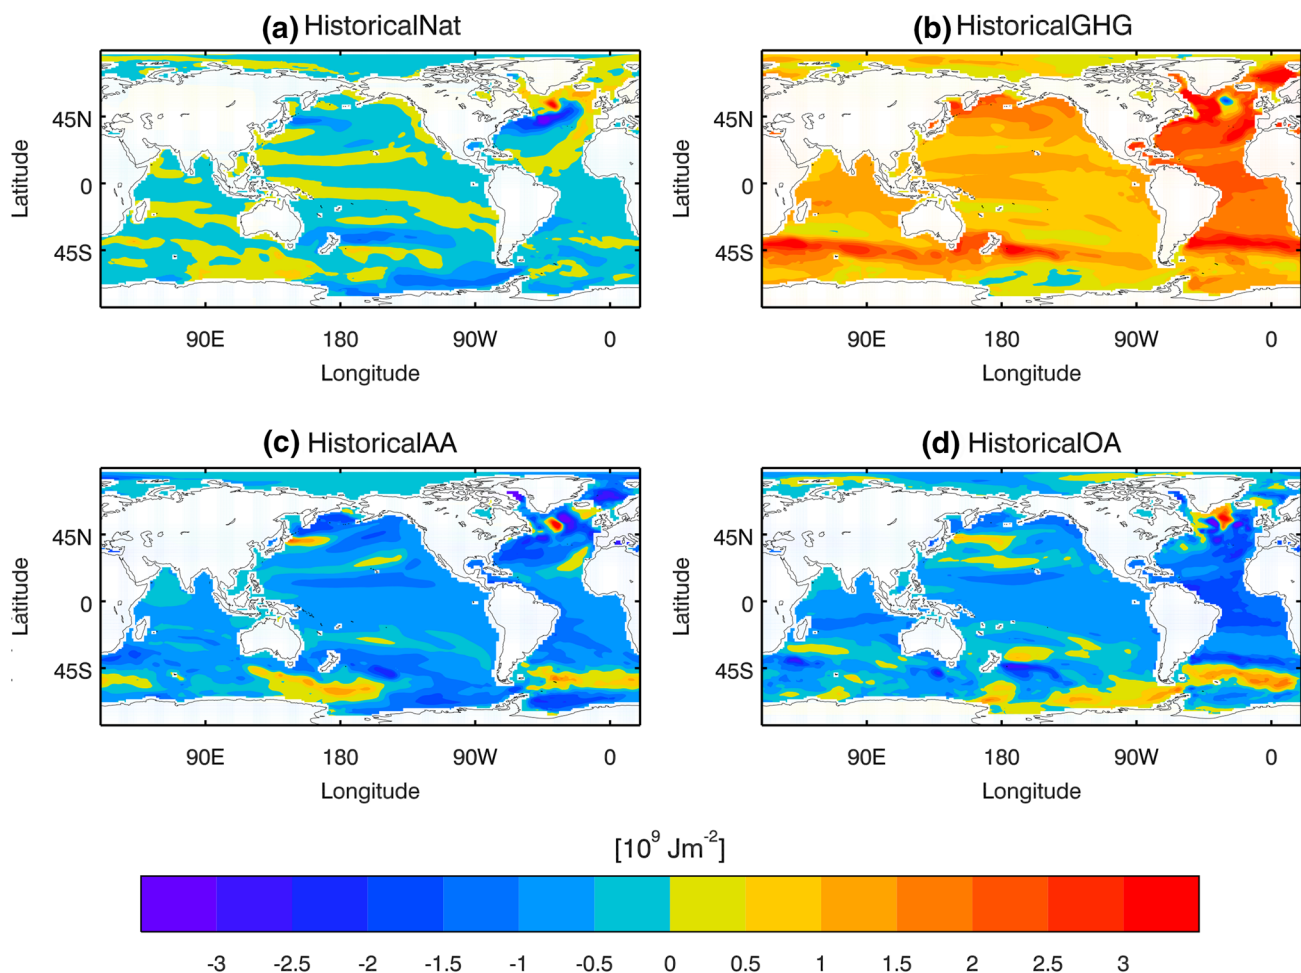 (a) HistoricalNat
(b) HistoricalGHG
Latitude
45N
0
45S
90E 180 90W 0
Longitude
Latitude
45N
0
45S
90E 180 90W 0
Longitude
(c) HistoricalAA
(d) HistoricalOA
Latitude
45N
0
45S
90E 180 90W 0
Longitude
Latitude
45N
0
45S
90E 180 90W 0
Longitude
[10⁹ Jm⁻²]
-3 -2.5 -2 -1.5 -1 -0.5 0 0.5 1 1.5 2 2.5 3